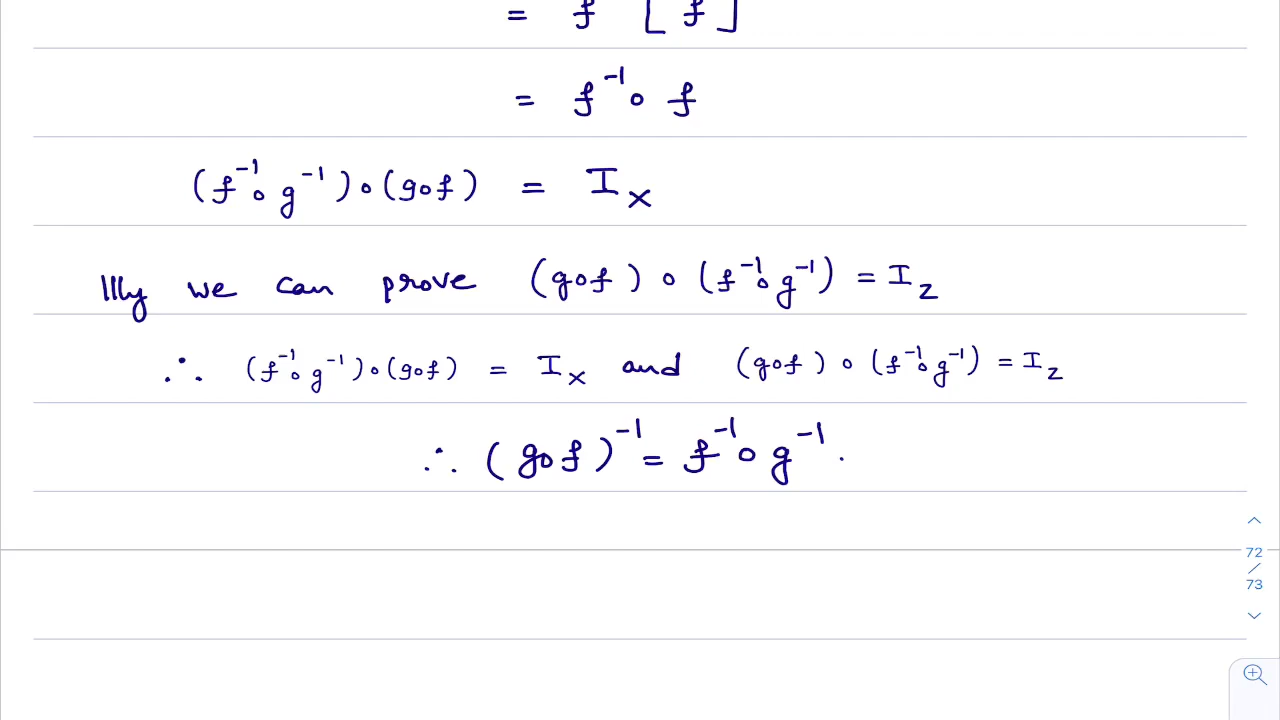 = f [ f ]
= f⁻¹ ∘ f
(f⁻¹∘g⁻¹)∘(g∘f) = I_X
Illy we can prove (g∘f)∘(f⁻¹∘g⁻¹) = I_Z
∴ (f⁻¹∘g⁻¹)∘(g∘f) = I_X and (g∘f)∘(f⁻¹∘g⁻¹) = I_Z
∴ (g∘f)⁻¹ = f⁻¹∘g⁻¹.
72
/
73